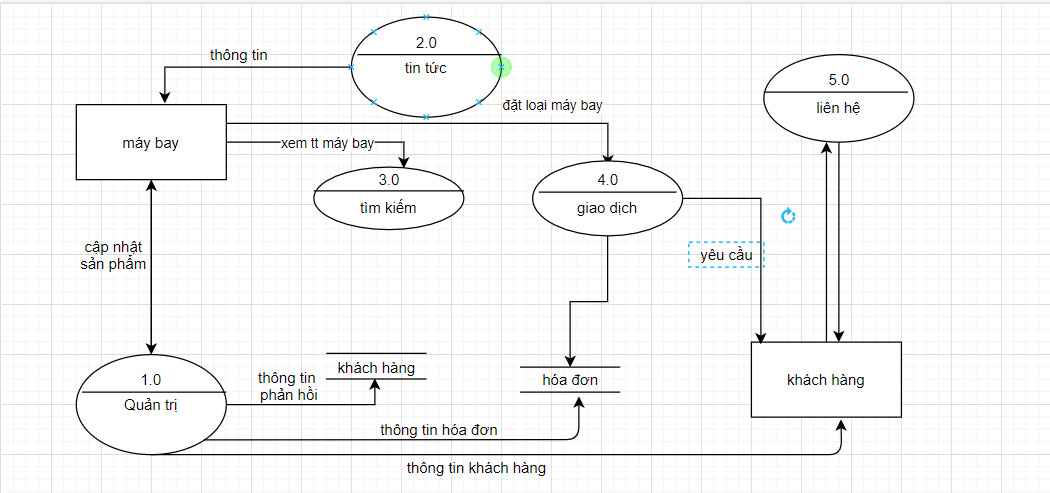 2.0
tin tức
thông tin
5.0
liên hệ
đặt loại máy bay
máy bay
xem tt máy bay
3.0
tìm kiếm
4.0
giao dịch
cập nhật
sản phẩm
yêu cầu
1.0
Quản trị
thông tin
phản hồi
khách hàng
hóa đơn
khách hàng
thông tin hóa đơn
thông tin khách hàng